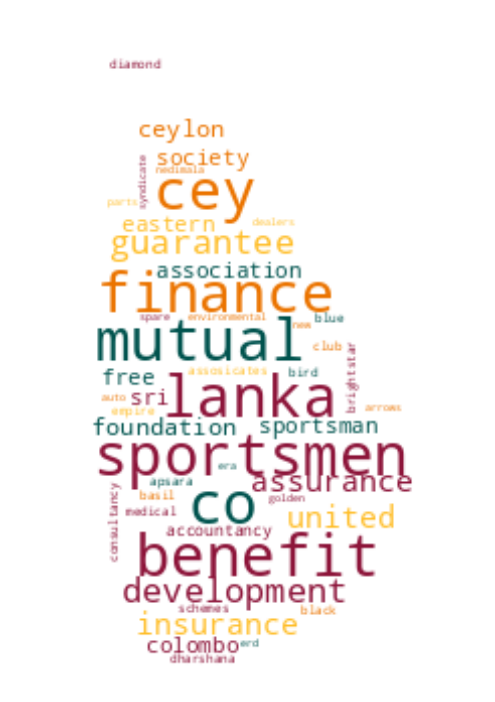 diamond
ceylon
society
syndicate
nedimala
cey
parts
eastern
dealers
guarantee
association
finance
spare
environmental
blue
new
mutual
club
brightstar
free
assosicates
bird
auto
sri
lanka
arrows
empire
foundation
sportsman
sportsmen
era
assurance
apsara
consultancy
basil
co
golden
medical
united
accountancy
benefit
development
schemes
black
insurance
colombo
erd
dharshana